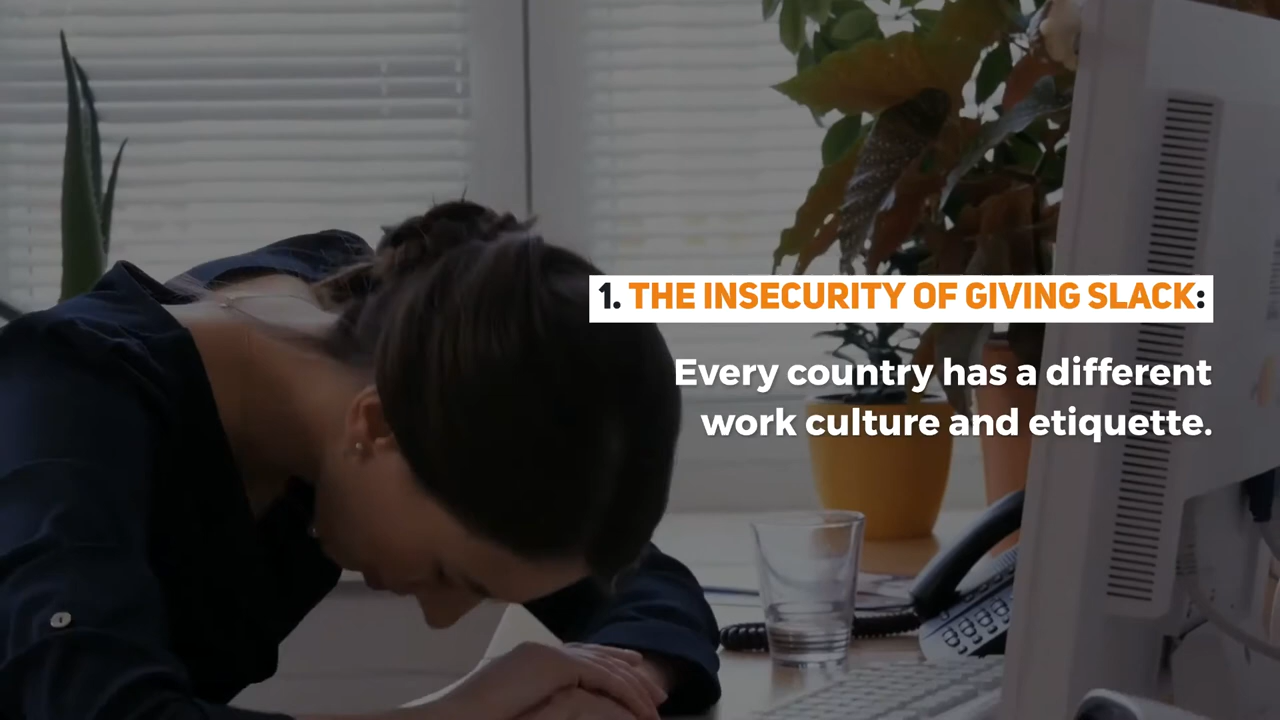 1. THE INSECURITY OF GIVING SLACK:
Every country has a different
work culture and etiquette.